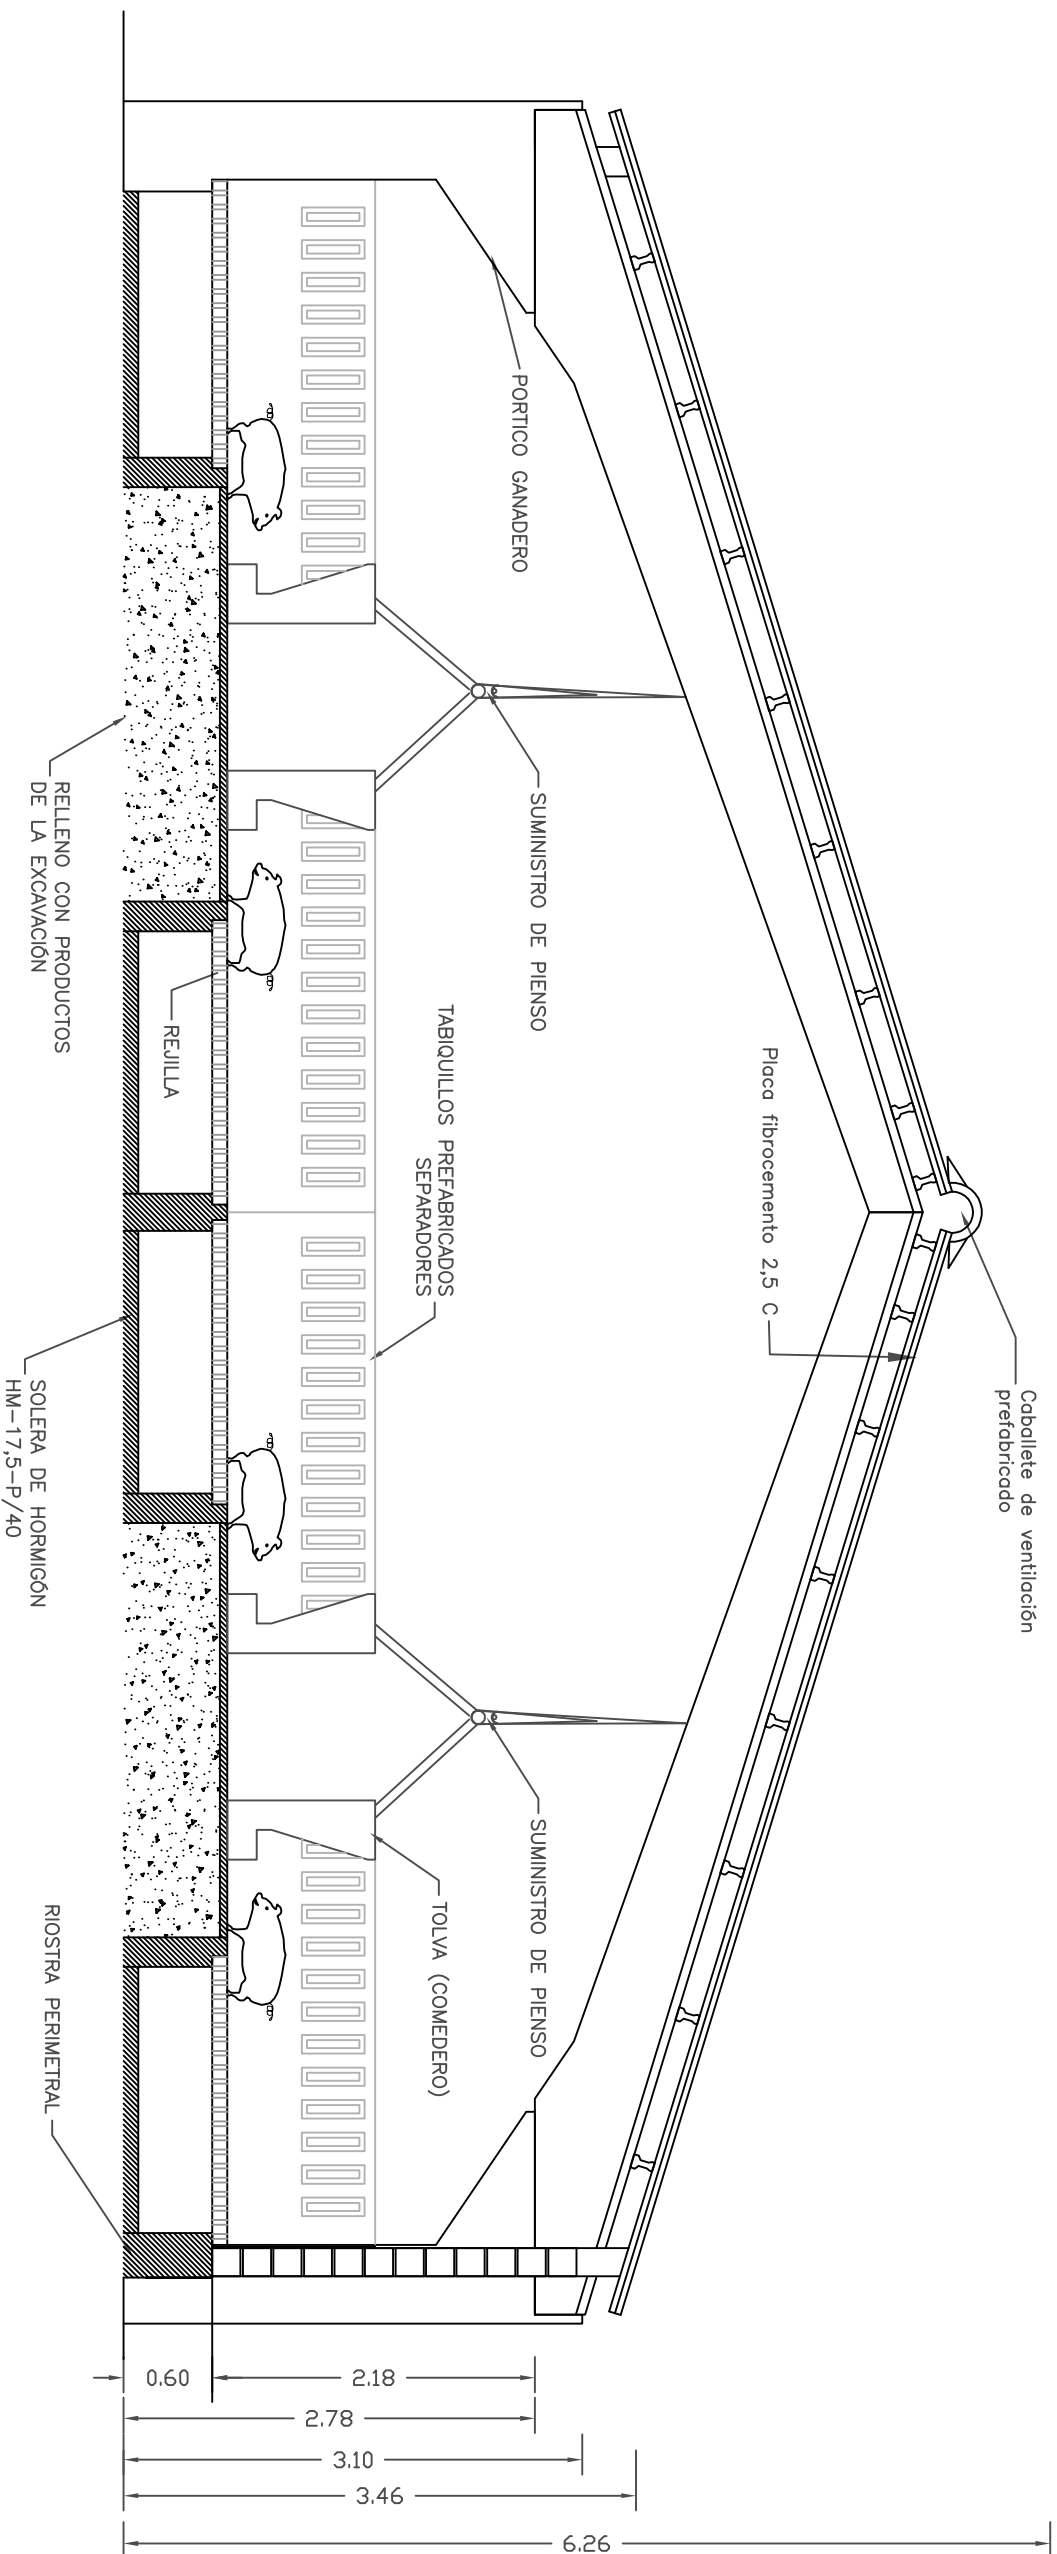 Caballete de ventilación
prefabricado
Placa fibrocemento 2,5 C
PORTICO GANADERO
SUMINISTRO DE PIENSO
SUMINISTRO DE PIENSO
TABIQUILLOS PREFABRICADOS
SEPARADORES
TOLVA (COMEDERO)
REJILLA
RELLENO CON PRODUCTOS
DE LA EXCAVACIÓN
SOLERA DE HORMIGÓN
HM-17,5-P/40
RIOSTRA PERIMETRAL
0.60
2.18
2.78
3.10
3.46
6.26